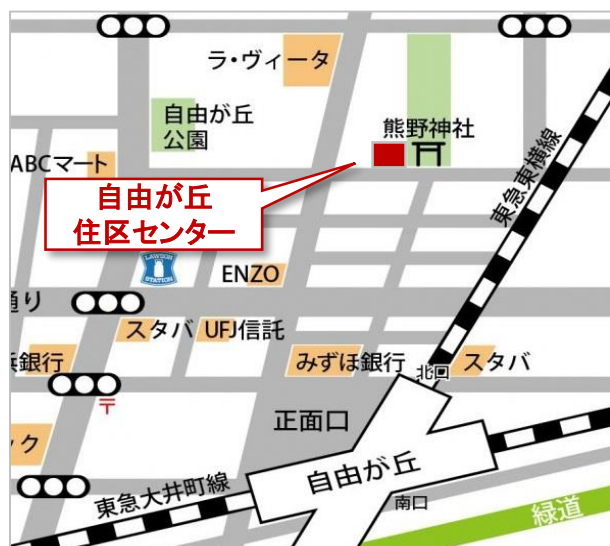 ラ・ヴィータ
自由が丘
公園
熊野神社
ABCマート
東急東横線
自由が丘
住区センター
LAWSON
STATION
ENZO
通り
スタバ
UFJ信託
浜銀行
みずほ銀行
スタバ
北口
〒
正面口
ック
自由が丘
東急大井町線
南口
緑道